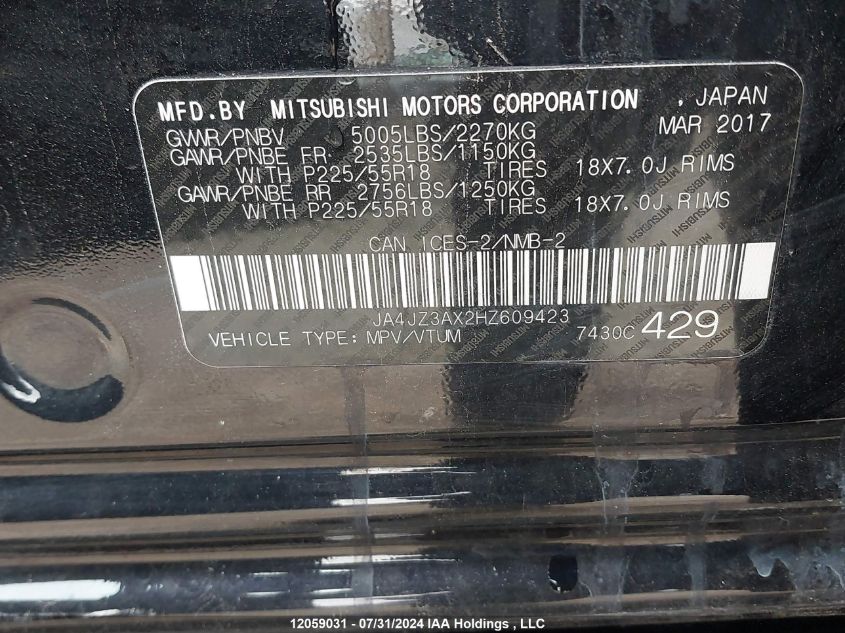 MFD.BY MITSUBISHI MOTORS CORPORATION , JAPAN
GVWR/PNBV 5005LBS/2270KG MAR 2017
GAWR/PNBE FR 2535LBS/1150KG
WITH P225/55R18 TIRES 18X7.0J RIMS
GAWR/PNBE RR 2756LBS/1250KG
WITH P225/55R18 TIRES 18X7.0J RIMS
CAN ICES-2/NMB-2
JA4JZ3AX2HZ609423
VEHICLE TYPE: MPV/VTUM 7430C 429
12059031 - 07/31/2024 IAA Holdings , LLC